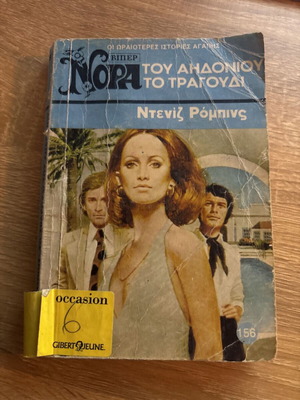 ΟΙ ΩΡΑΙΟΤΕΡΕΣ ΙΣΤΟΡΙΕΣ ΑΓΑΠΗΣ
ΒΙΠΕΡ
ΝΟΡΑ
ΤΟΥ ΑΗΔΟΝΙΟΥ
ΤΟ ΤΡΑΓΟΥΔΙ
Ντενίζ Ρόμπινς
occasion
6
GIBERT JEUNE
156